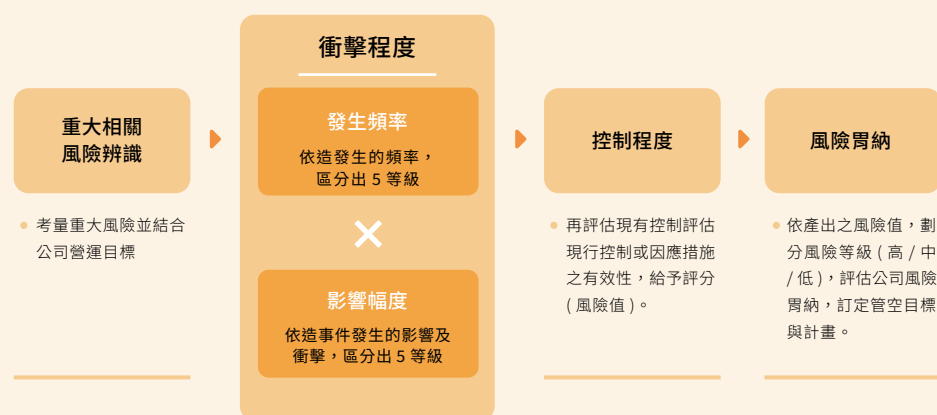 重大相關
風險辨識
考量重大風險並結合
公司營運目標
衝擊程度
發生頻率
依造發生的頻率，
區分出 5 等級
影響幅度
依造事件發生的影響及
衝擊，區分出 5 等級
控制程度
再評估現有控制評估
現行控制或因應措施
之有效性，給予評分
( 風險值 )。
風險胃納
依產出之風險值，劃
分風險等級 ( 高 / 中
/ 低 )，評估公司風險
胃納，訂定管空目標
與計畫。